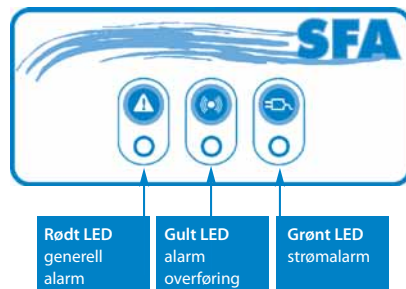 SFA
Rødt LED
generell
alarm
Gult LED
alarm
overføring
Grønt LED
strømalarm